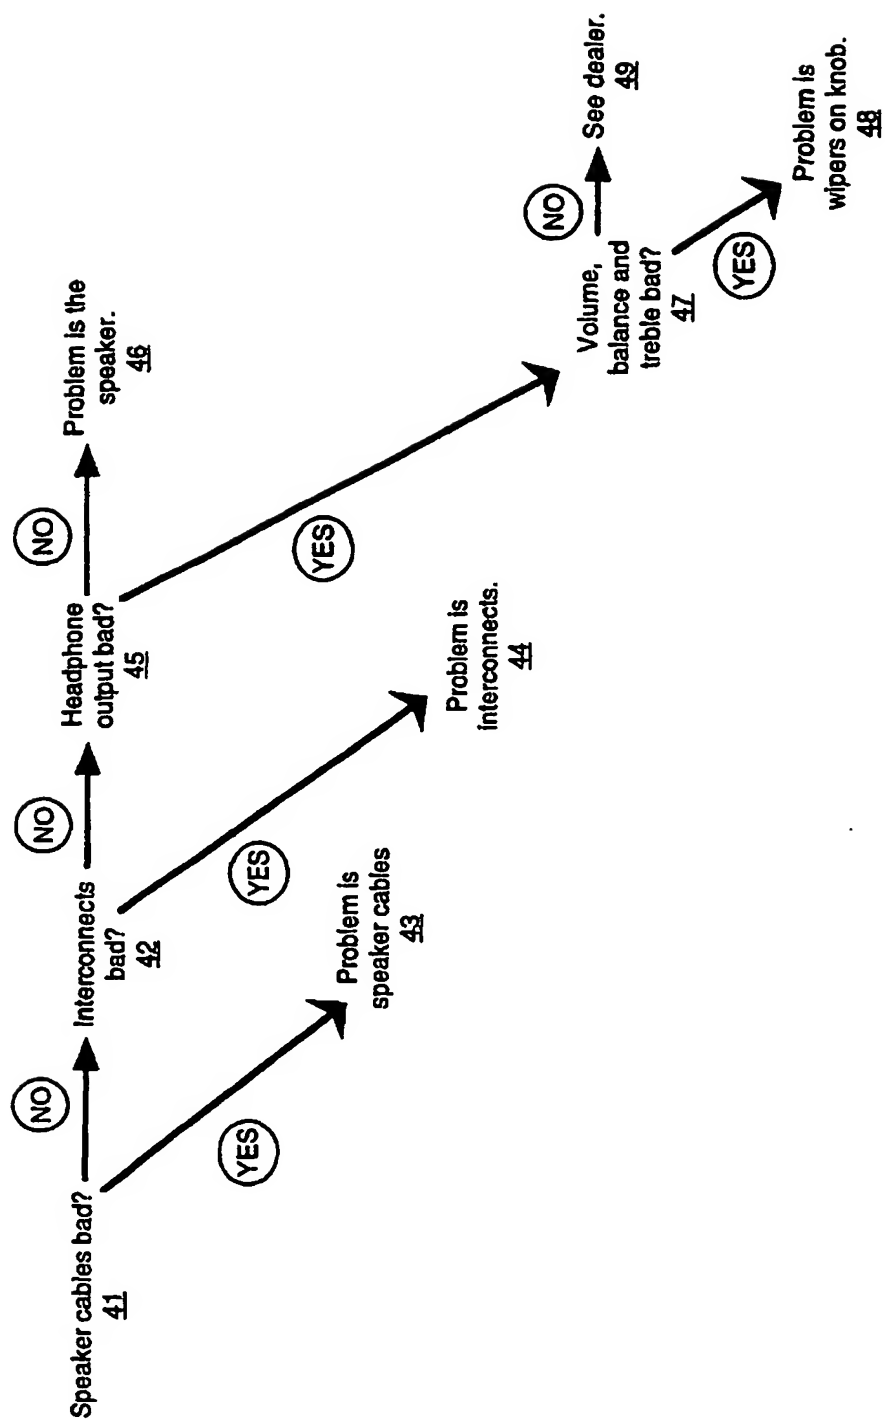 Speaker cables bad?
41
NO
YES
Interconnects
bad?
42
Problem is
speaker cables
43
NO
YES
Headphone
output bad?
45
Problem is
interconnects.
44
NO
YES
Problem is the
speaker.
46
Volume,
balance and
treble bad?
47
NO
YES
See dealer.
49
Problem is
wipers on knob.
48